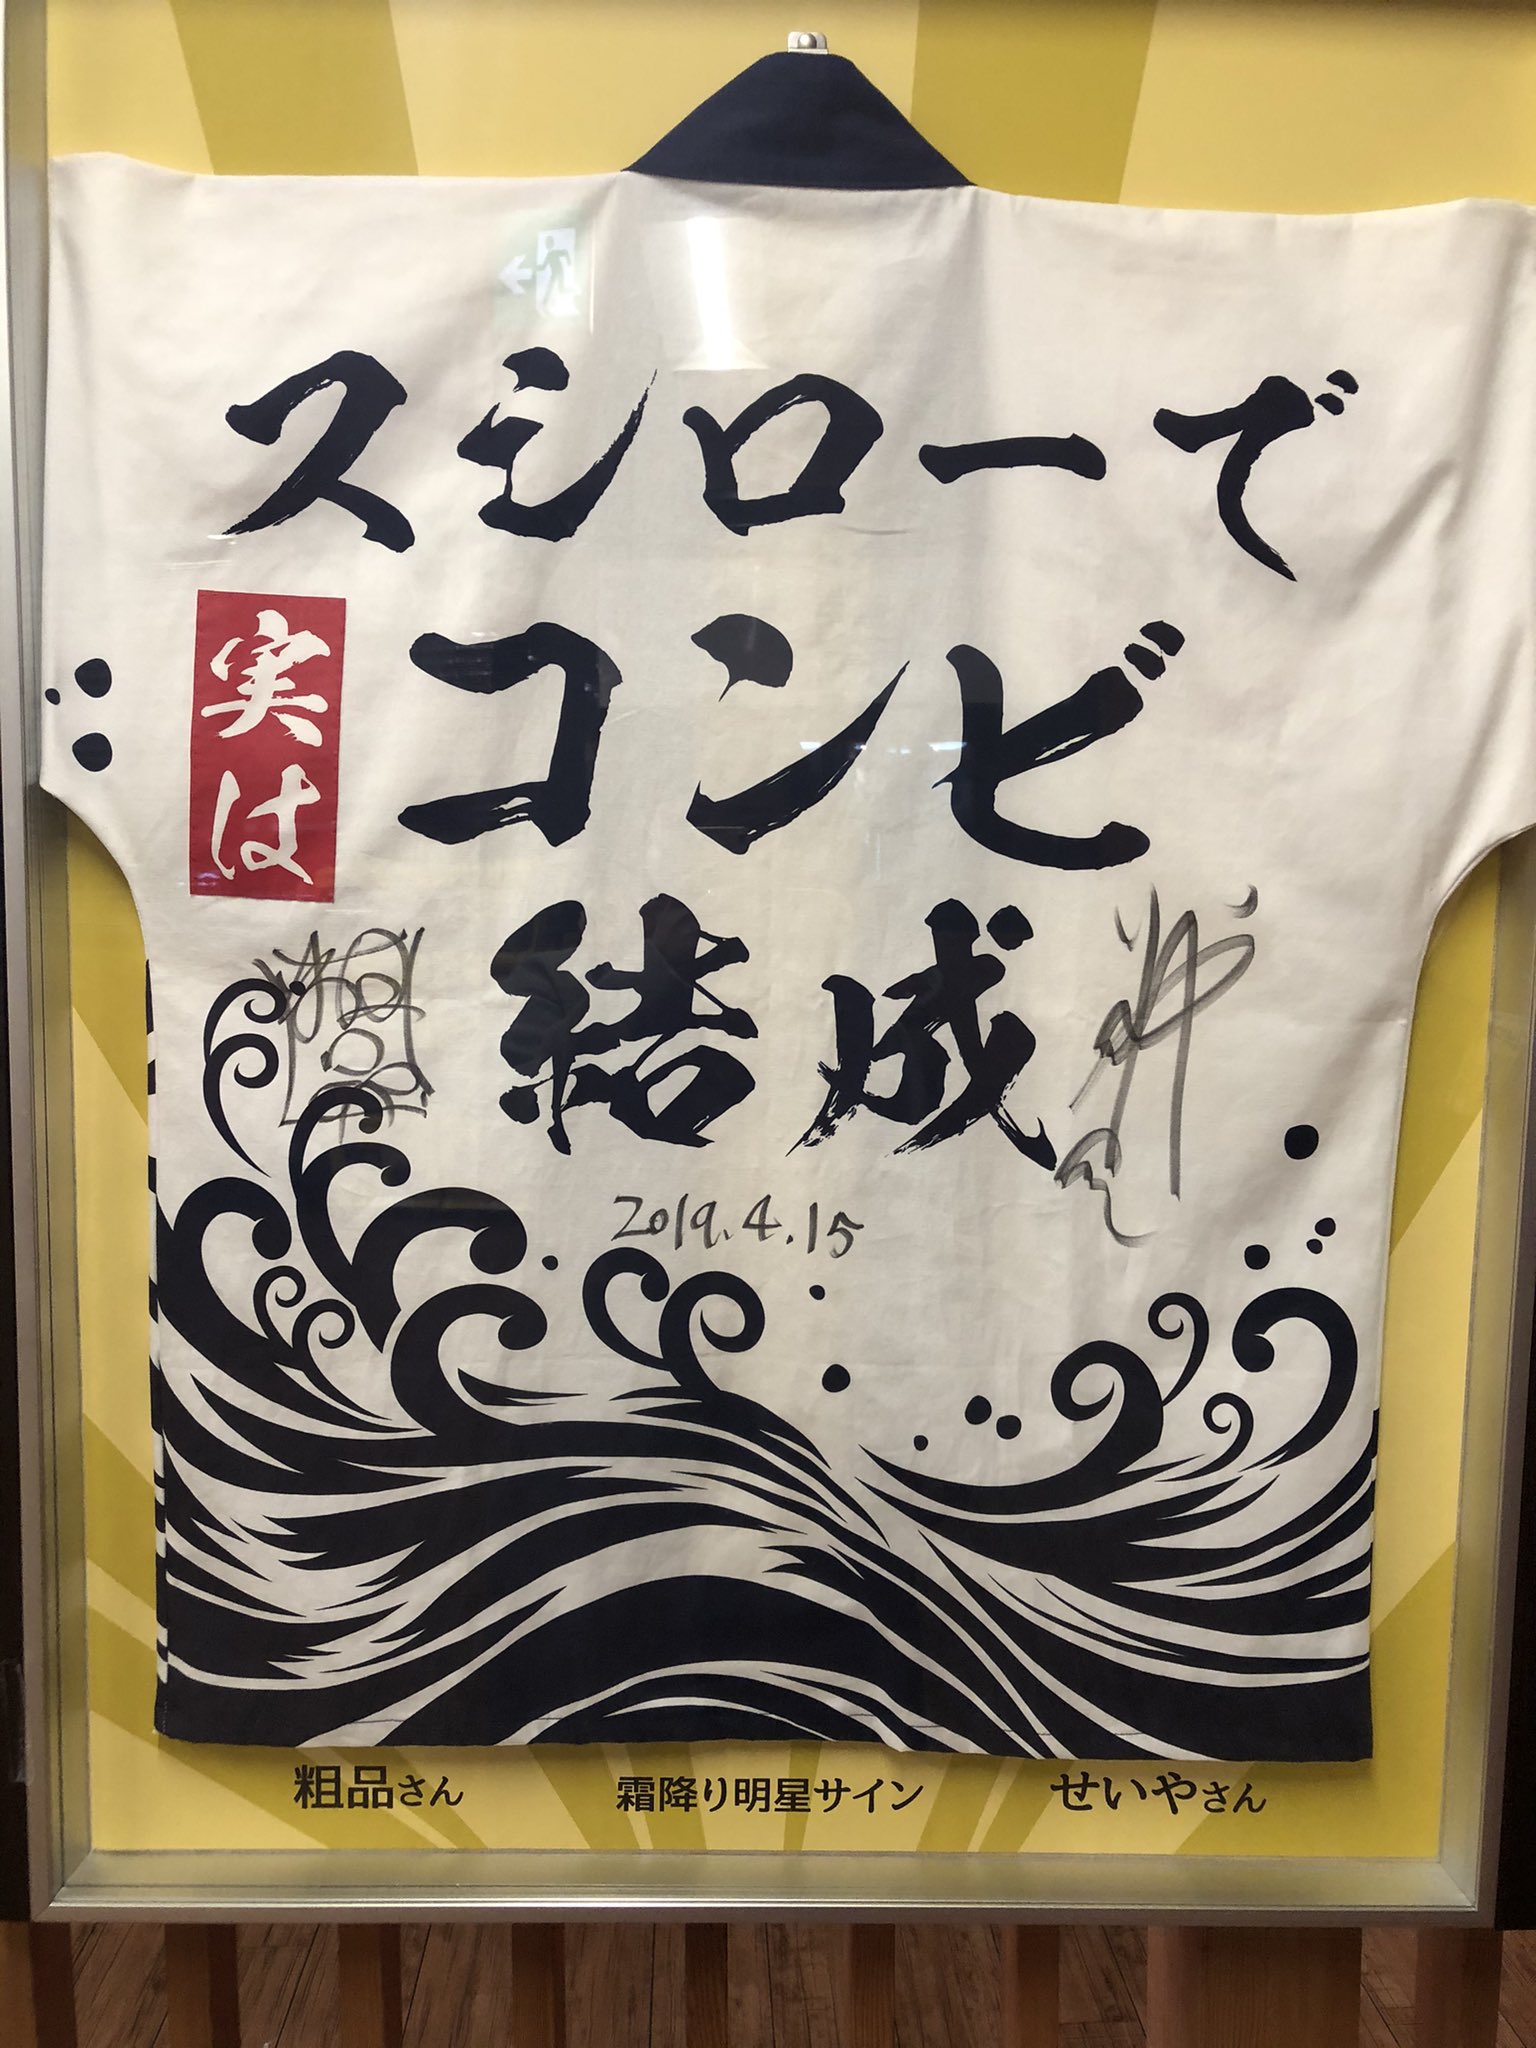 スシローで
実は
コンビ
結成
2019.4.15
粗品さん
霜降り明星サイン
せいやさん